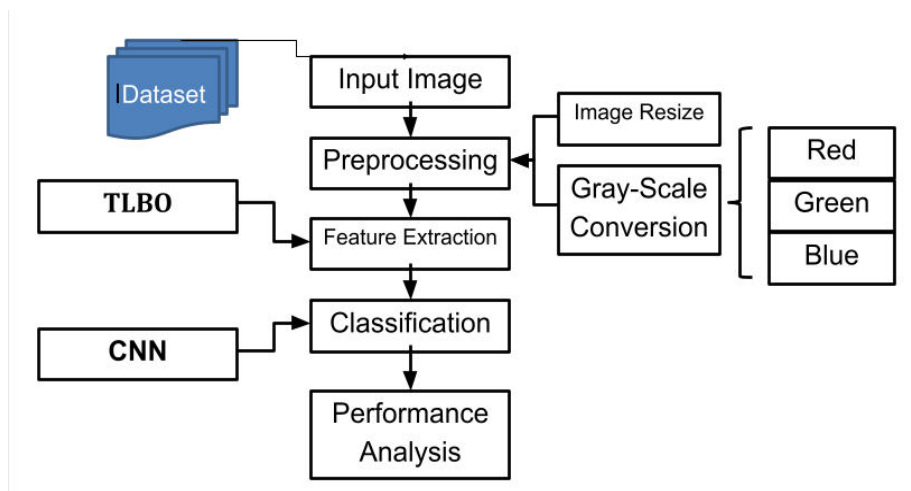 Dataset
Input Image
Image Resize
Preprocessing
Red
TLBO
Gray-Scale
Conversion
Green
Feature Extraction
Blue
Classification
CNN
Performance
Analysis